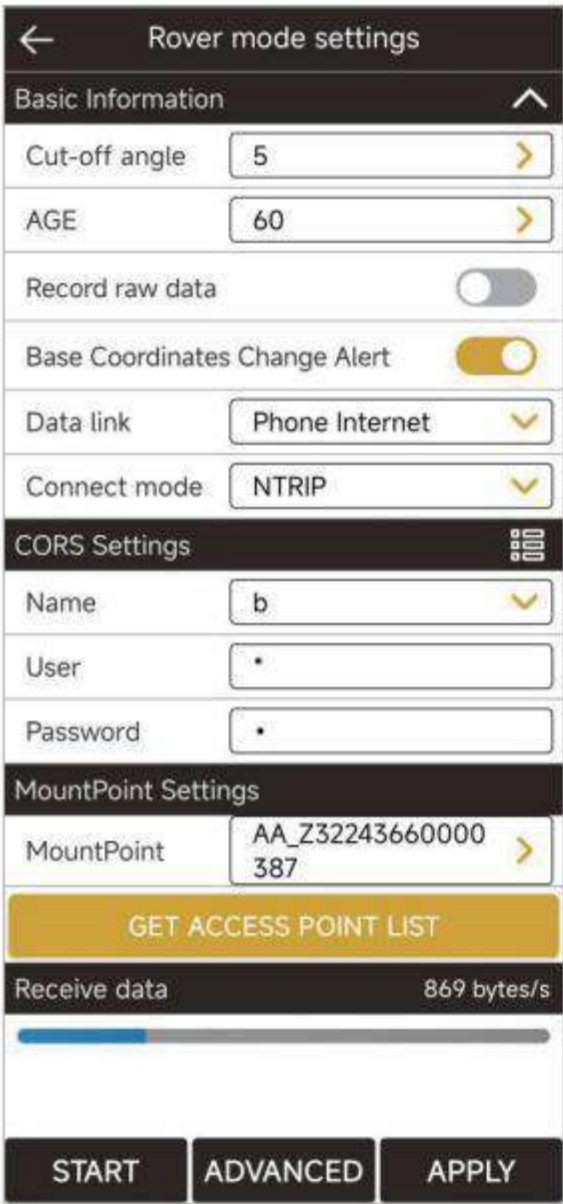 Rover mode settings
Basic Information
Cut-off angle 5
AGE 60
Record raw data
Base Coordinates Change Alert
Data link Phone Internet
Connect mode NTRIP
CORS Settings
Name b
User •
Password •
MountPoint Settings
MountPoint AA_Z32243660000
387
GET ACCESS POINT LIST
Receive data 869 bytes/s
START ADVANCED APPLY